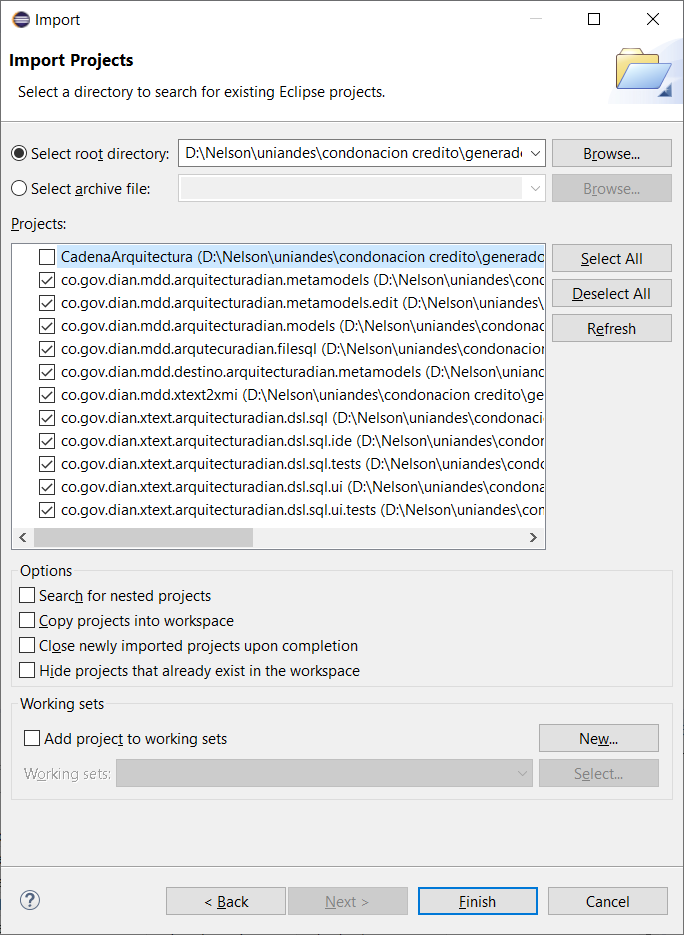 Import
Import Projects
Select a directory to search for existing Eclipse projects.
Select root directory: D:\Nelson\uniandes\condonacion credito\generado Browse...
Select archive file: Browse...
Projects:
CadenaArquitectura (D:\Nelson\uniandes\condonacion credito\generado
co.gov.dian.mdd.arquitecturadian.metamodels (D:\Nelson\uniandes\conc
co.gov.dian.mdd.arquitecturadian.metamodels.edit (D:\Nelson\uniandes\
co.gov.dian.mdd.arquitecturadian.models (D:\Nelson\uniandes\condonac
co.gov.dian.mdd.arqutecuradian.filesql (D:\Nelson\uniandes\condonacion
co.gov.dian.mdd.destino.arquitecturadian.metamodels (D:\Nelson\uniand
co.gov.dian.mdd.xtext2xmi (D:\Nelson\uniandes\condonacion credito\ge
co.gov.dian.xtext.arquitecturadian.dsl.sql (D:\Nelson\uniandes\condonaci
co.gov.dian.xtext.arquitecturadian.dsl.sql.ide (D:\Nelson\uniandes\condor
co.gov.dian.xtext.arquitecturadian.dsl.sql.tests (D:\Nelson\uniandes\condc
co.gov.dian.xtext.arquitecturadian.dsl.sql.ui (D:\Nelson\uniandes\condona
co.gov.dian.xtext.arquitecturadian.dsl.sql.ui.tests (D:\Nelson\uniandes\con
Select All
Deselect All
Refresh
Options
Search for nested projects
Copy projects into workspace
Close newly imported projects upon completion
Hide projects that already exist in the workspace
Working sets
Add project to working sets New...
Working sets: Select...
? < Back Next > Finish Cancel